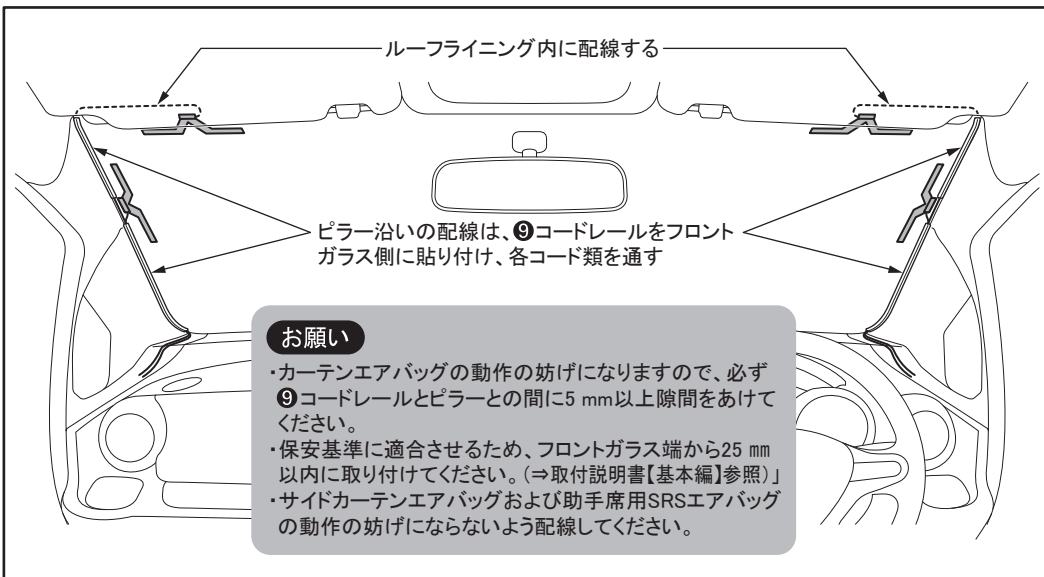 ルーフライニング内に配線する
ピラー沿いの配線は、❾コードレールをフロント
ガラス側に貼り付け、各コード類を通す
お願い
・カーテンエアバッグの動作の妨げになりますので、必ず
❾コードレールとピラーとの間に5 mm以上隙間をあけて
ください。
・保安基準に適合させるため、フロントガラス端から25 mm
以内に取り付けてください。(⇒取付説明書【基本編】参照)」
・サイドカーテンエアバッグおよび助手席用SRSエアバッグ
の動作の妨げにならないよう配線してください。